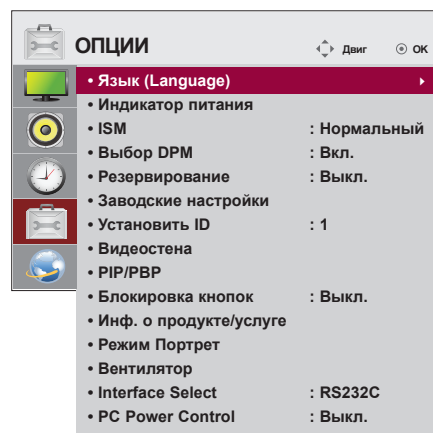 ОПЦИИ Двиг OK
• Язык (Language)
• Индикатор питания
• ISM : Нормальный
• Выбор DPM : Вкл.
• Резервирование : Выкл.
• Заводские настройки
• Установить ID : 1
• Видеостена
• PIP/PBP
• Блокировка кнопок : Выкл.
• Инф. о продукте/услуге
• Режим Портрет
• Вентилятор
• Interface Select : RS232C
• PC Power Control : Выкл.